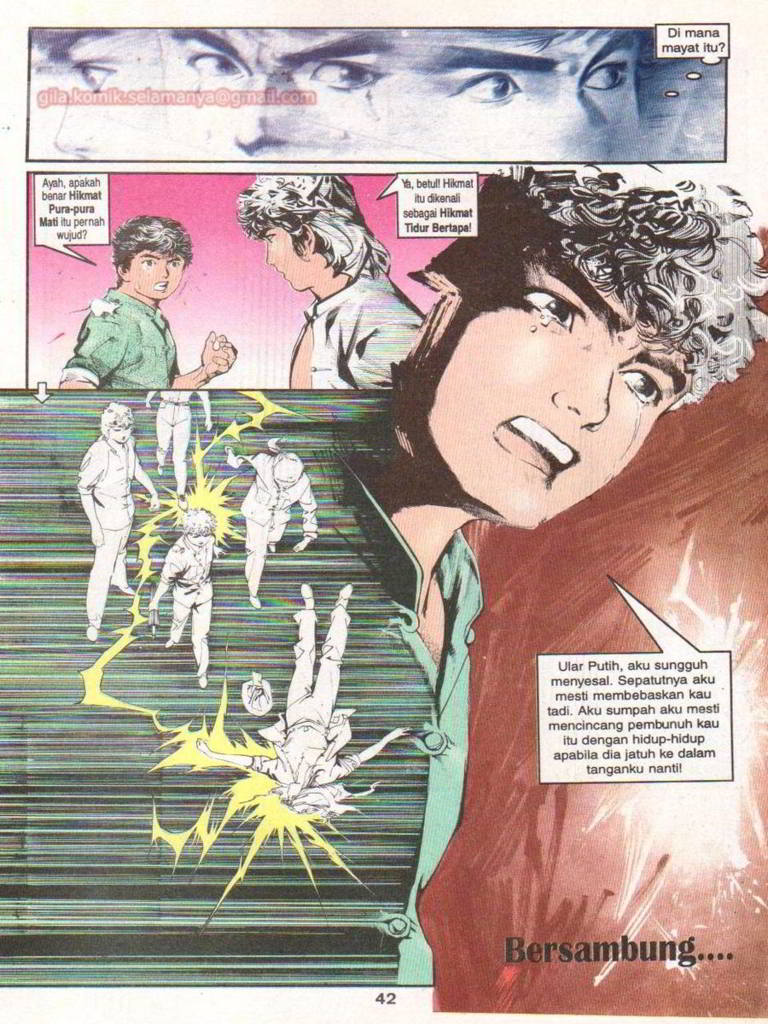 Di mana
mayat itu?
gila.komik.selamanya@gmail.com
Ayah, apakah
benar Hikmat
Pura-pura
Mati itu pernah
wujud?
Ya, betul! Hikmat
itu dikenali
sebagai Hikmat
Tidur Bertapa!
Ular Putih, aku sungguh
menyesal. Sepatutnya aku
mesti membebaskan kau
tadi. Aku sumpah aku mesti
mencincang pembunuh kau
itu dengan hidup-hidup
apabila dia jatuh ke dalam
tanganku nanti!
Bersambung....
42